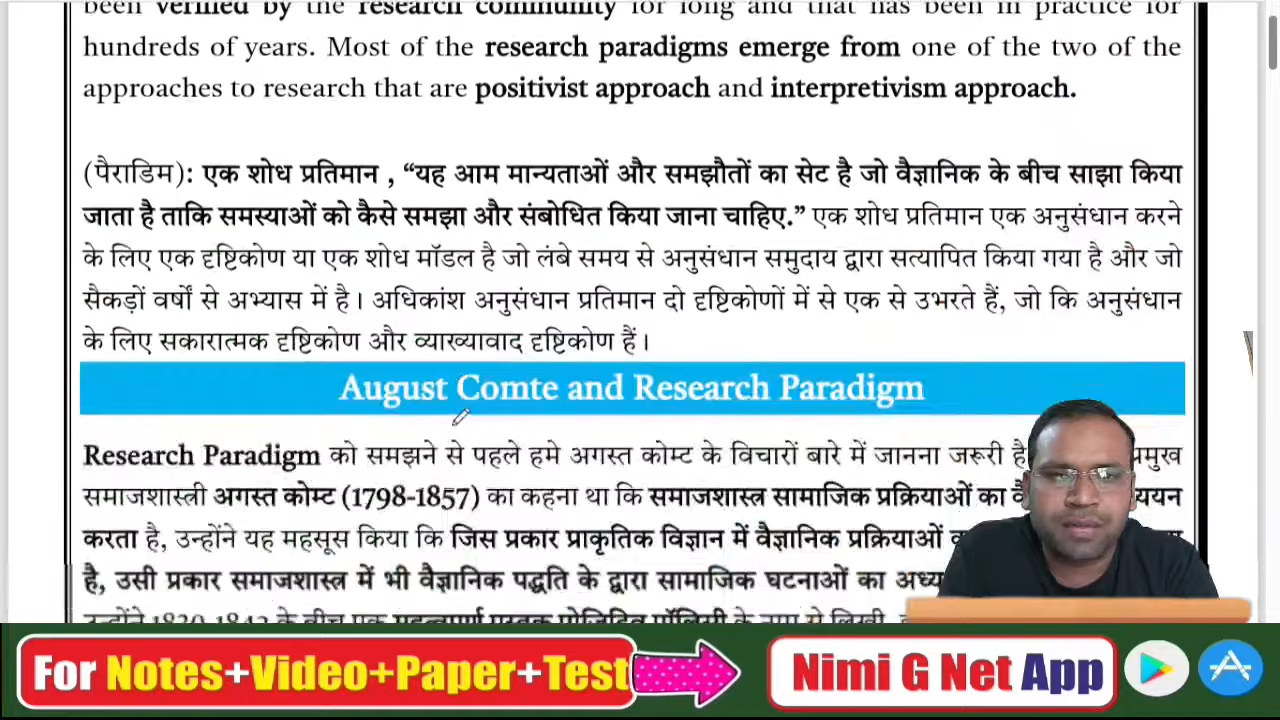 been verified by the research community for long and that has been in practice for
hundreds of years. Most of the research paradigms emerge from one of the two of the
approaches to research that are positivist approach and interpretivism approach.
(पैराडिम): एक शोध प्रतिमान , “यह आम मान्यताओं और समझौतों का सेट है जो वैज्ञानिक के बीच साझा किया
जाता है ताकि समस्याओं को कैसे समझा और संबोधित किया जाना चाहिए.” एक शोध प्रतिमान एक अनुसंधान करने
के लिए एक दृष्टिकोण या एक शोध मॉडल है जो लंबे समय से अनुसंधान समुदाय द्वारा सत्यापित किया गया है और जो
सैकड़ों वर्षों से अभ्यास में है। अधिकांश अनुसंधान प्रतिमान दो दृष्टिकोणों में से एक से उभरते हैं, जो कि अनुसंधान
के लिए सकारात्मक दृष्टिकोण और व्याख्यावाद दृष्टिकोण हैं।
August Comte and Research Paradigm
Research Paradigm को समझने से पहले हमे अगस्त कोम्ट के विचारों बारे में जानना जरूरी है
समाजशास्त्री अगस्त कोम्ट (1798-1857) का कहना था कि समाजशास्त्र सामाजिक प्रक्रियाओं का
करता है, उन्होंने यह महसूस किया कि जिस प्रकार प्राकृतिक विज्ञान में वैज्ञानिक प्रक्रियाओं
है, उसी प्रकार समाजशास्त्र में भी वैज्ञानिक पद्धति के द्वारा सामाजिक घटनाओं का
For Notes+Video+Paper+Test
Nimi G Net App